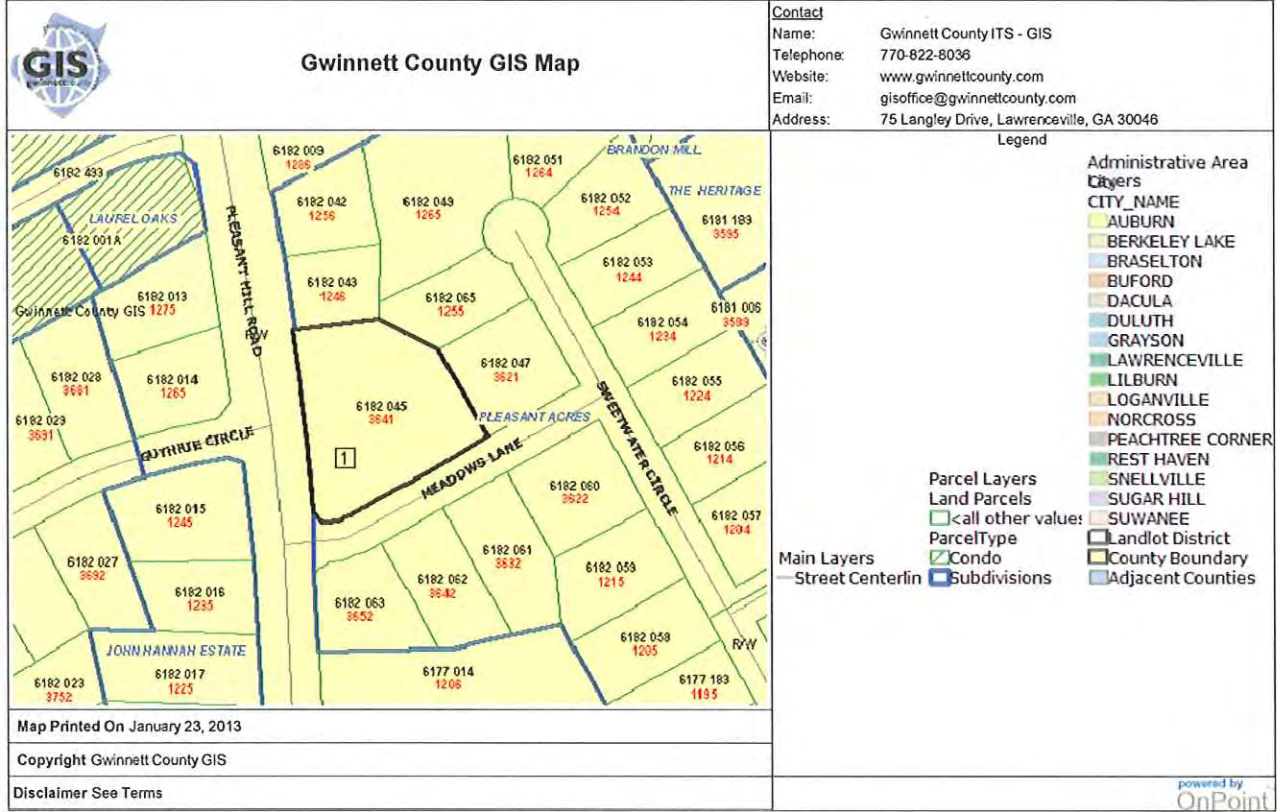 GIS
Gwinnett County GIS Map
Contact
Name: Gwinnett County ITS - GIS
Telephone: 770-822-8036
Website: www.gwinnettcounty.com
Email: gisoffice@gwinnettcounty.com
Address: 75 Langley Drive, Lawrenceville, GA 30046
6182 493
LAUREL OAKS
6182 001A
Gwinnett County GIS
6182 013
1275
6182 028
3681
6182 014
1265
6182 029
3691
GUTHRIE CIRCLE
6182 015
1245
6182 027
3692
6182 016
1235
JOHN HANNAH ESTATE
6182 023
3752
6182 017
1225
PLEASANT HILL ROAD
R/W
6182 009
1286
6182 042
1256
6182 049
1265
6182 043
1246
6182 065
1255
6182 051
1264
BRANDON MILL
6182 052
1254
THE HERITAGE
6181 189
3595
6182 053
1244
6181 006
6182 054
1234
6182 047
3621
6182 055
1224
6182 045
3641
PLEASANT ACRES
SWEETWATER CIRCLE
1
MEADOWS LANE
6182 056
1214
6182 060
3622
6182 057
1204
6182 061
3632
6182 059
1215
6182 062
3642
6182 063
3652
6182 058
1205
R/W
6177 014
1206
6177 183
1195
Legend
Main Layers
Street Centerlin
Parcel Layers
Land Parcels
<all other values
ParcelType
Condo
Subdivisions
Administrative Area
CITY_NAME
AUBURN
BERKELEY LAKE
BRASELTON
BUFORD
DACULA
DULUTH
GRAYSON
LAWRENCEVILLE
LILBURN
LOGANVILLE
NORCROSS
PEACHTREE CORNER
REST HAVEN
SNELLVILLE
SUGAR HILL
SUWANEE
Landlot District
County Boundary
Adjacent Counties
Map Printed On January 23, 2013
Copyright Gwinnett County GIS
Disclaimer See Terms
powered by
OnPoint